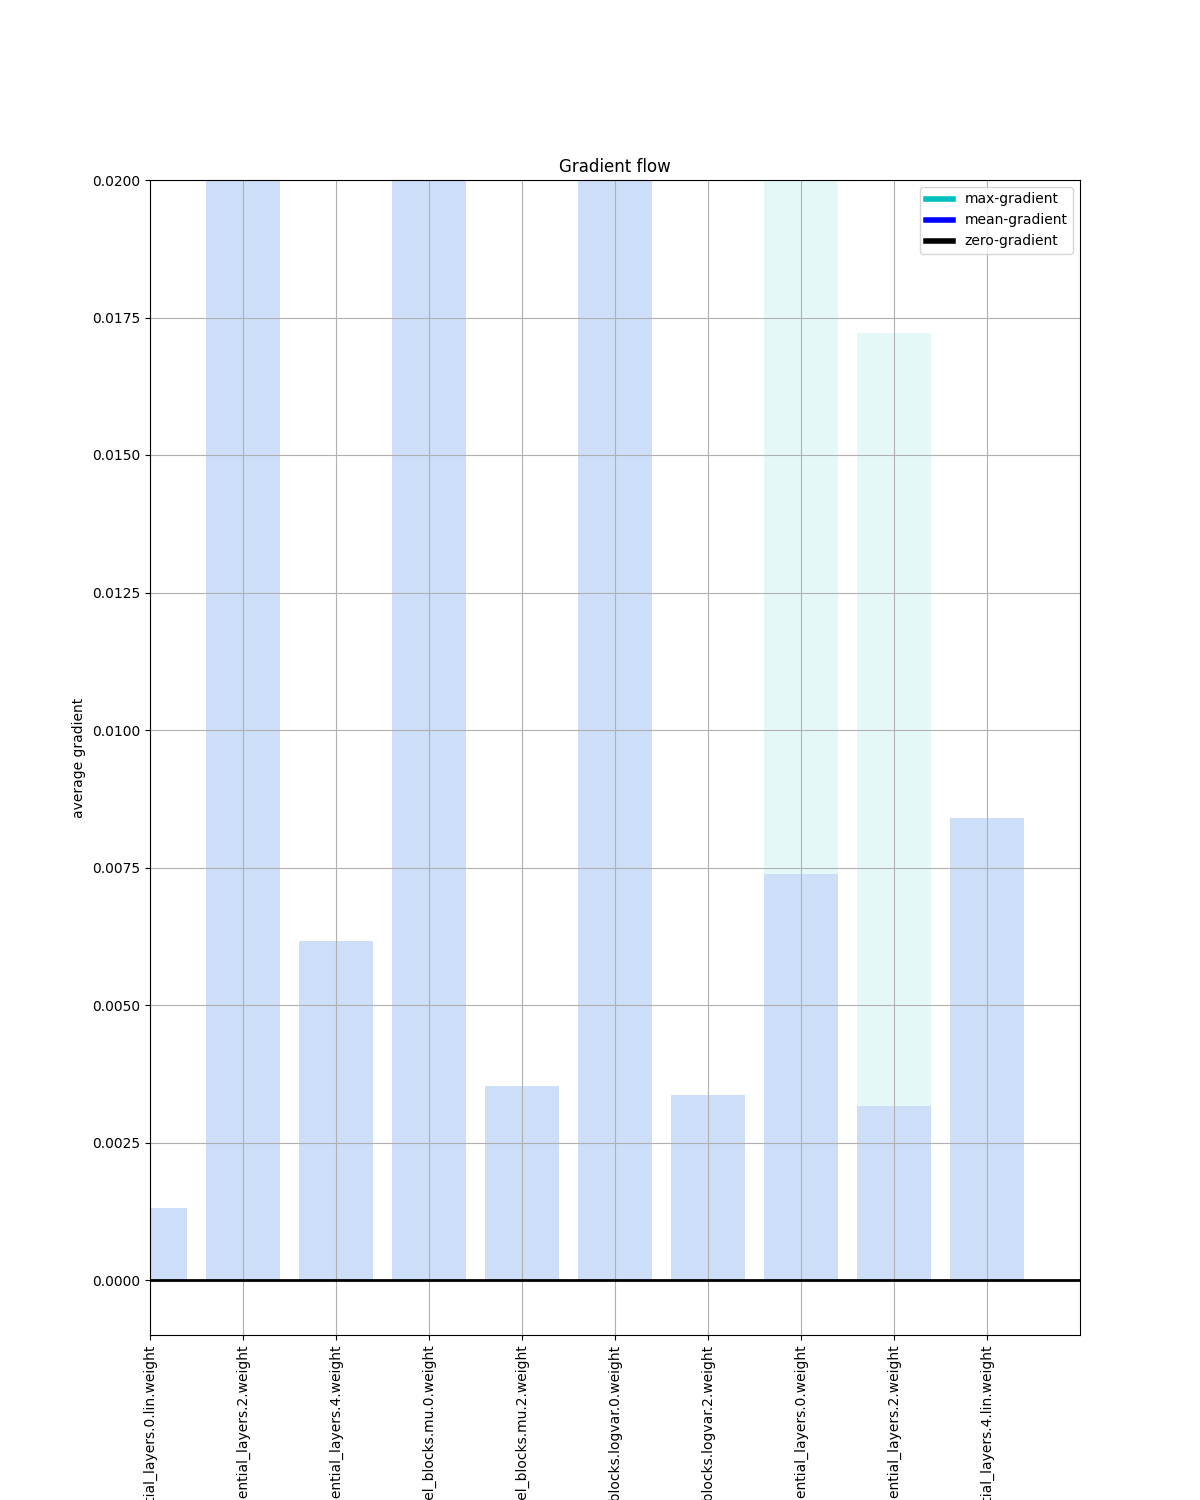 Gradient flow
max-gradient
mean-gradient
zero-gradient
0.0200
0.0175
0.0150
0.0125
0.0100
0.0075
0.0050
0.0025
0.0000
average gradient
tial_layers.0.lin.weight
ential_layers.2.weight
ential_layers.4.weight
el_blocks.mu.0.weight
el_blocks.mu.2.weight
blocks.logvar.0.weight
blocks.logvar.2.weight
ential_layers.0.weight
ential_layers.2.weight
tial_layers.4.lin.weight